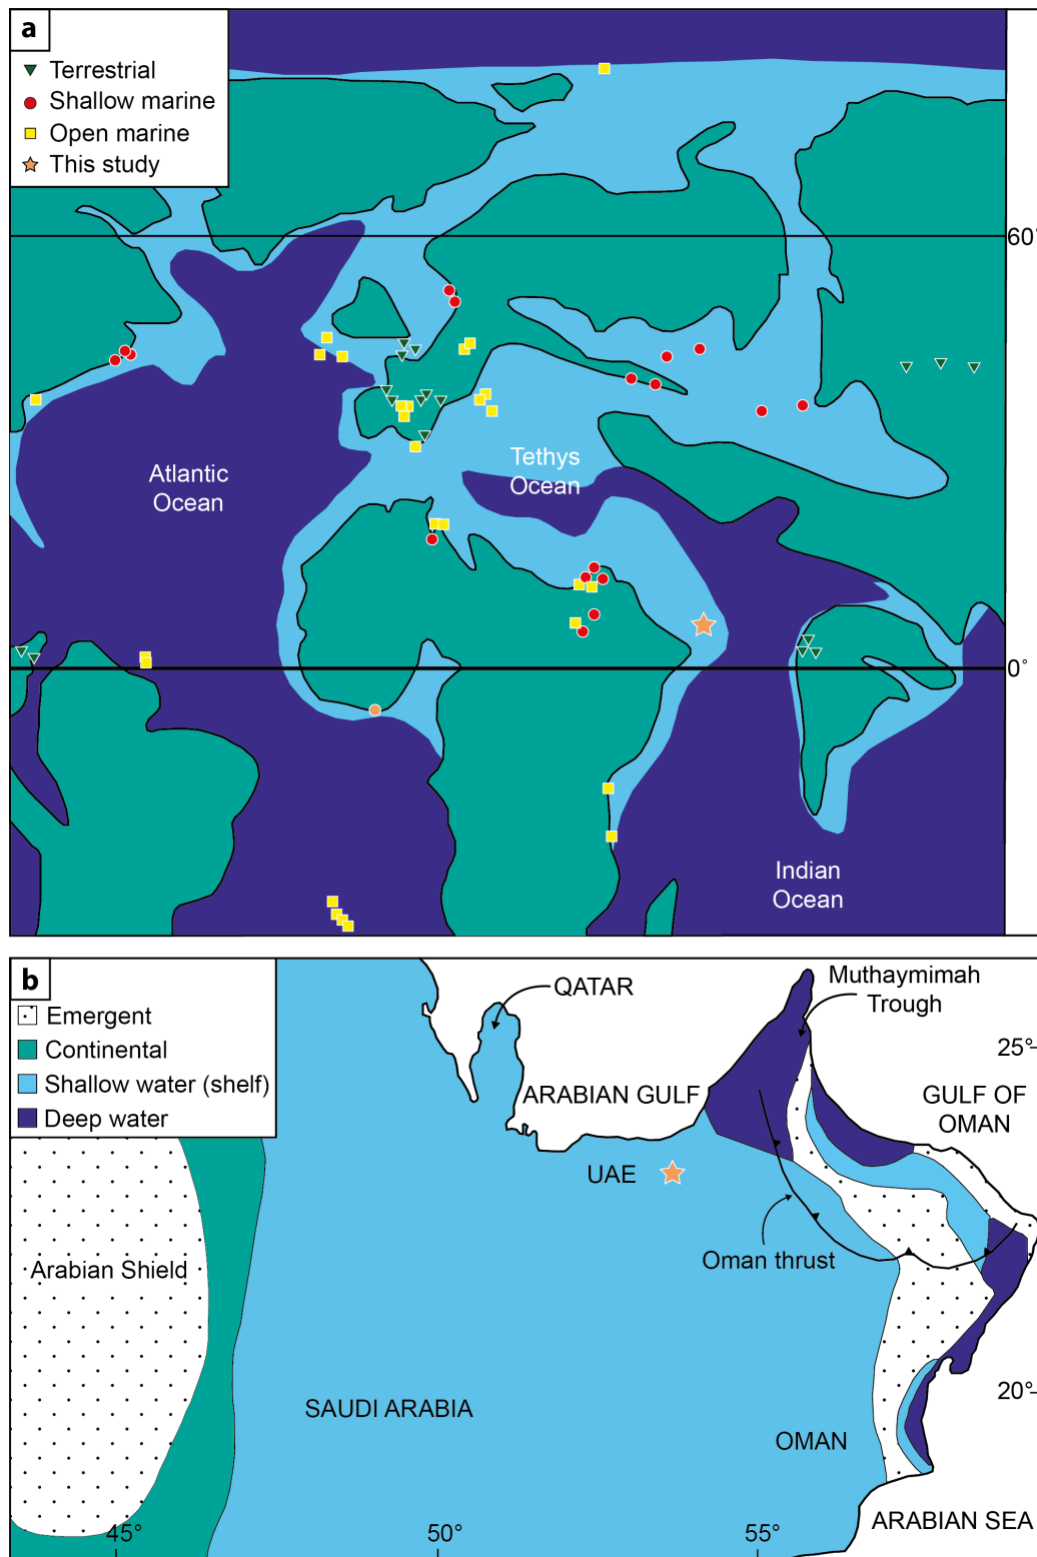 a
Terrestrial
Shallow marine
Open marine
This study
60°
Atlantic
Ocean
Tethys
Ocean
0°
Indian
Ocean
b
Emergent
Continental
Shallow water (shelf)
Deep water
QATAR
Muthaymimah
Trough
25°
ARABIAN GULF
GULF OF
OMAN
UAE
Oman thrust
Arabian Shield
20°
SAUDI ARABIA
OMAN
ARABIAN SEA
45°
50°
55°